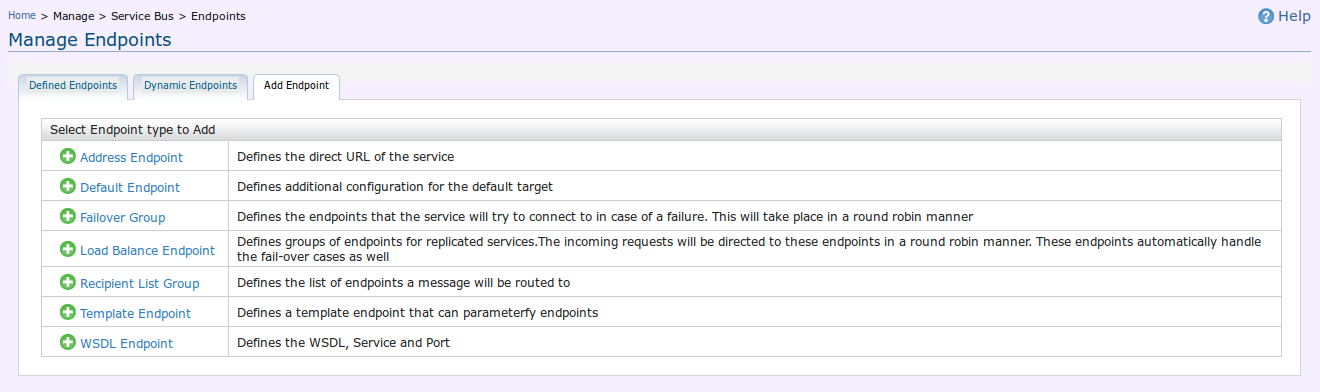 Home > Manage > Service Bus > Endpoints
Help
Manage Endpoints
Defined Endpoints
Dynamic Endpoints
Add Endpoint
Select Endpoint type to Add
Address Endpoint
Defines the direct URL of the service
Default Endpoint
Defines additional configuration for the default target
Failover Group
Defines the endpoints that the service will try to connect to in case of a failure. This will take place in a round robin manner
Load Balance Endpoint
Defines groups of endpoints for replicated services.The incoming requests will be directed to these endpoints in a round robin manner. These endpoints automatically handle
the fail-over cases as well
Recipient List Group
Defines the list of endpoints a message will be routed to
Template Endpoint
Defines a template endpoint that can parameterfy endpoints
WSDL Endpoint
Defines the WSDL, Service and Port